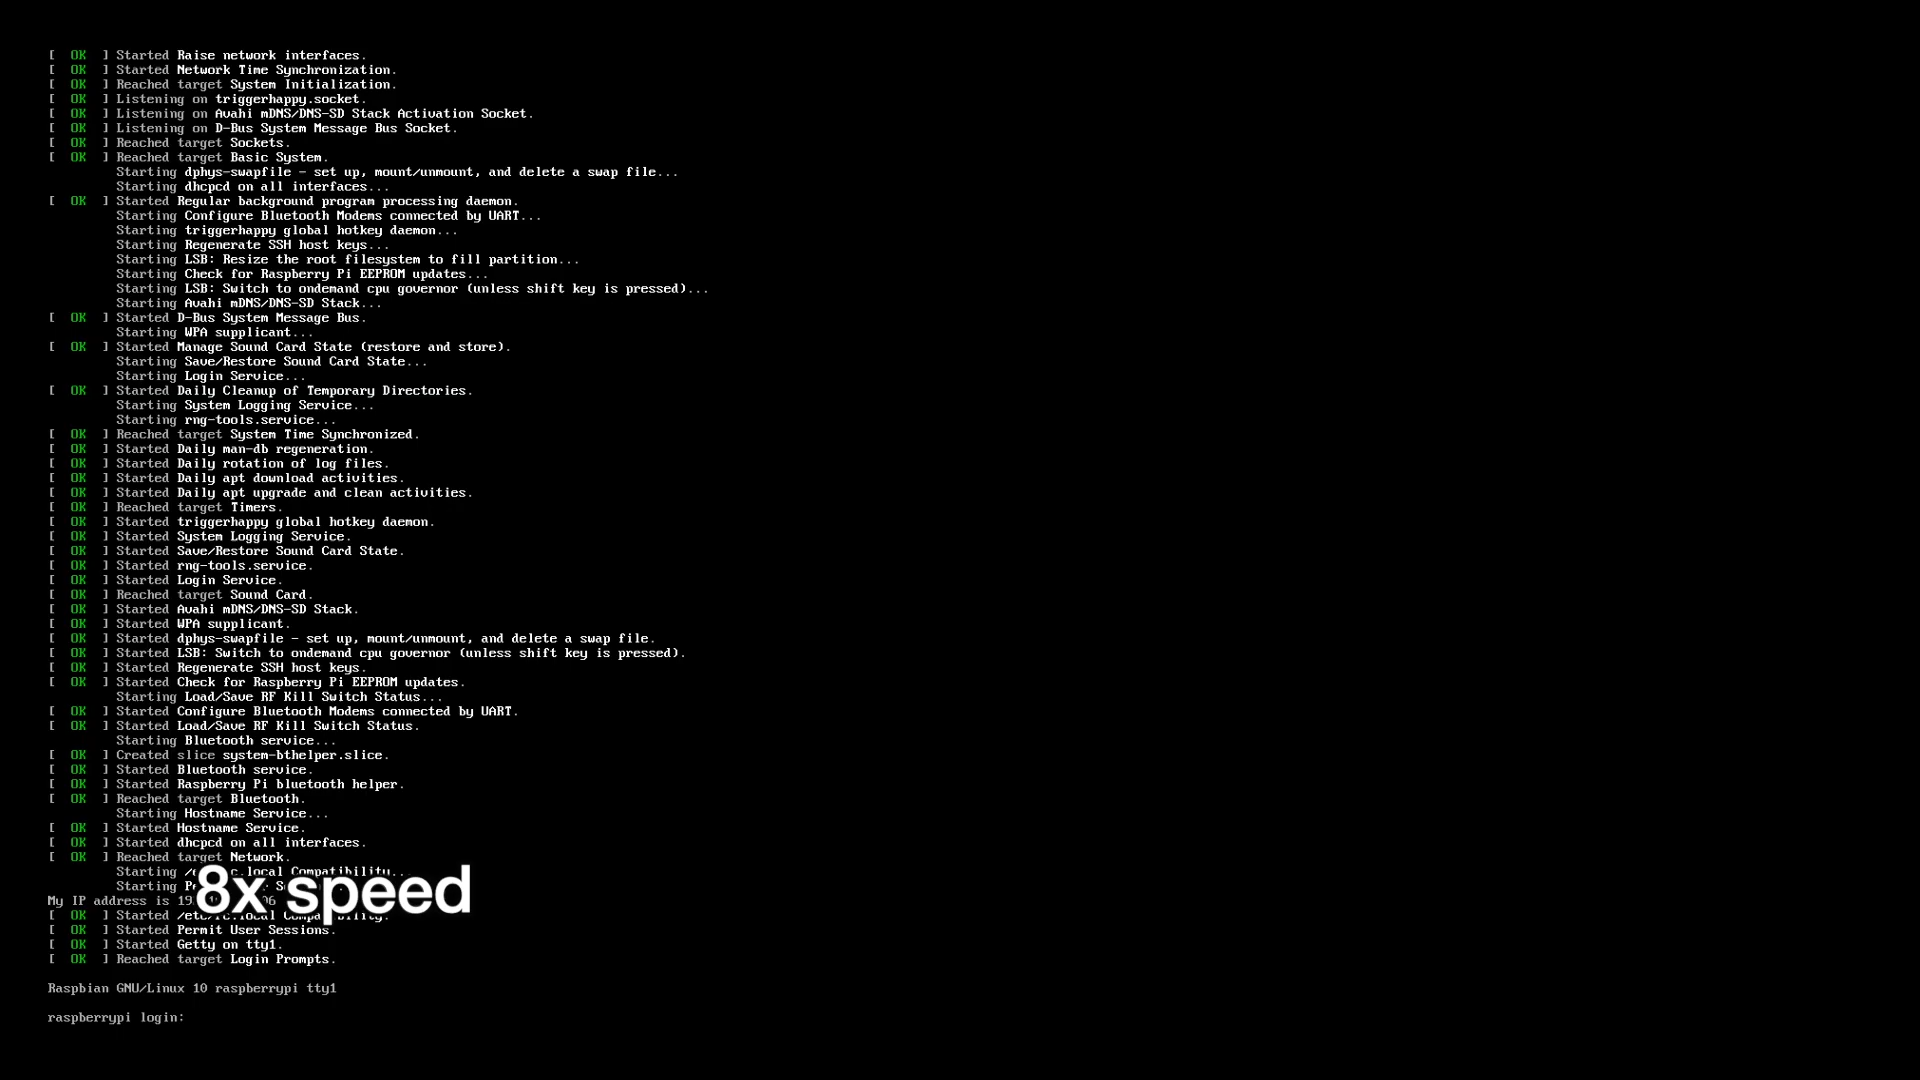 [  OK  ] Started Raise network interfaces.
[  OK  ] Started Network Time Synchronization.
[  OK  ] Reached target System Initialization.
[  OK  ] Listening on triggerhappy.socket.
[  OK  ] Listening on Avahi mDNS/DNS-SD Stack Activation Socket.
[  OK  ] Listening on D-Bus System Message Bus Socket.
[  OK  ] Reached target Sockets.
[  OK  ] Reached target Basic System.
Starting dphys-swapfile - set up, mount/unmount, and delete a swap file...
Starting dhcpcd on all interfaces...
[  OK  ] Started Regular background program processing daemon.
Starting Configure Bluetooth Modems connected by UART...
Starting triggerhappy global hotkey daemon...
Starting Regenerate SSH host keys...
Starting LSB: Resize the root filesystem to fill partition...
Starting Check for Raspberry Pi EEPROM updates...
Starting LSB: Switch to ondemand cpu governor (unless shift key is pressed)...
Starting Avahi mDNS/DNS-SD Stack...
[  OK  ] Started D-Bus System Message Bus.
Starting WPA supplicant...
[  OK  ] Started Manage Sound Card State (restore and store).
Starting Save/Restore Sound Card State...
Starting Login Service...
[  OK  ] Started Daily Cleanup of Temporary Directories.
Starting System Logging Service...
Starting rng-tools.service...
[  OK  ] Reached target System Time Synchronized.
[  OK  ] Started Daily man-db regeneration.
[  OK  ] Started Daily rotation of log files.
[  OK  ] Started Daily apt download activities.
[  OK  ] Started Daily apt upgrade and clean activities.
[  OK  ] Reached target Timers.
[  OK  ] Started triggerhappy global hotkey daemon.
[  OK  ] Started System Logging Service.
[  OK  ] Started Save/Restore Sound Card State.
[  OK  ] Started rng-tools.service.
[  OK  ] Started Login Service.
[  OK  ] Reached target Sound Card.
[  OK  ] Started Avahi mDNS/DNS-SD Stack.
[  OK  ] Started WPA supplicant.
[  OK  ] Started dphys-swapfile - set up, mount/unmount, and delete a swap file.
[  OK  ] Started LSB: Switch to ondemand cpu governor (unless shift key is pressed).
[  OK  ] Started Regenerate SSH host keys.
[  OK  ] Started Check for Raspberry Pi EEPROM updates.
Starting Load/Save RF Kill Switch Status...
[  OK  ] Started Configure Bluetooth Modems connected by UART.
[  OK  ] Started Load/Save RF Kill Switch Status.
Starting Bluetooth service...
[  OK  ] Created slice system-bthelper.slice.
[  OK  ] Started Bluetooth service.
[  OK  ] Started Raspberry Pi bluetooth helper.
[  OK  ] Reached target Bluetooth.
Starting Hostname Service...
[  OK  ] Started Hostname Service.
[  OK  ] Started dhcpcd on all interfaces.
[  OK  ] Reached target Network.
Starting Compatibility...
Starting
8x speed
My IP address is
[  OK  ] Started /etc/rc.local Compatibility.
[  OK  ] Started Permit User Sessions.
[  OK  ] Started Getty on tty1.
[  OK  ] Reached target Login Prompts.
Raspbian GNU/Linux 10 raspberrypi tty1
raspberrypi login: